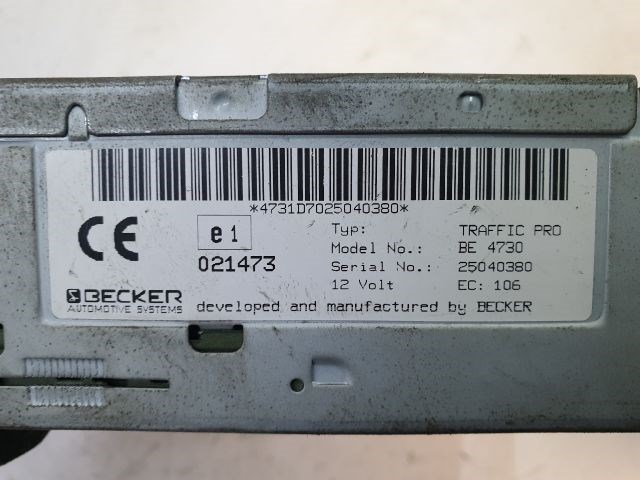 *4731D7025040380*
CE
e1
021473
Typ: TRAFFIC PRO
Model No.: BE 4730
Serial No.: 25040380
12 Volt EC: 106
BECKER
AUTOMOTIVE SYSTEMS
developed and manufactured by BECKER